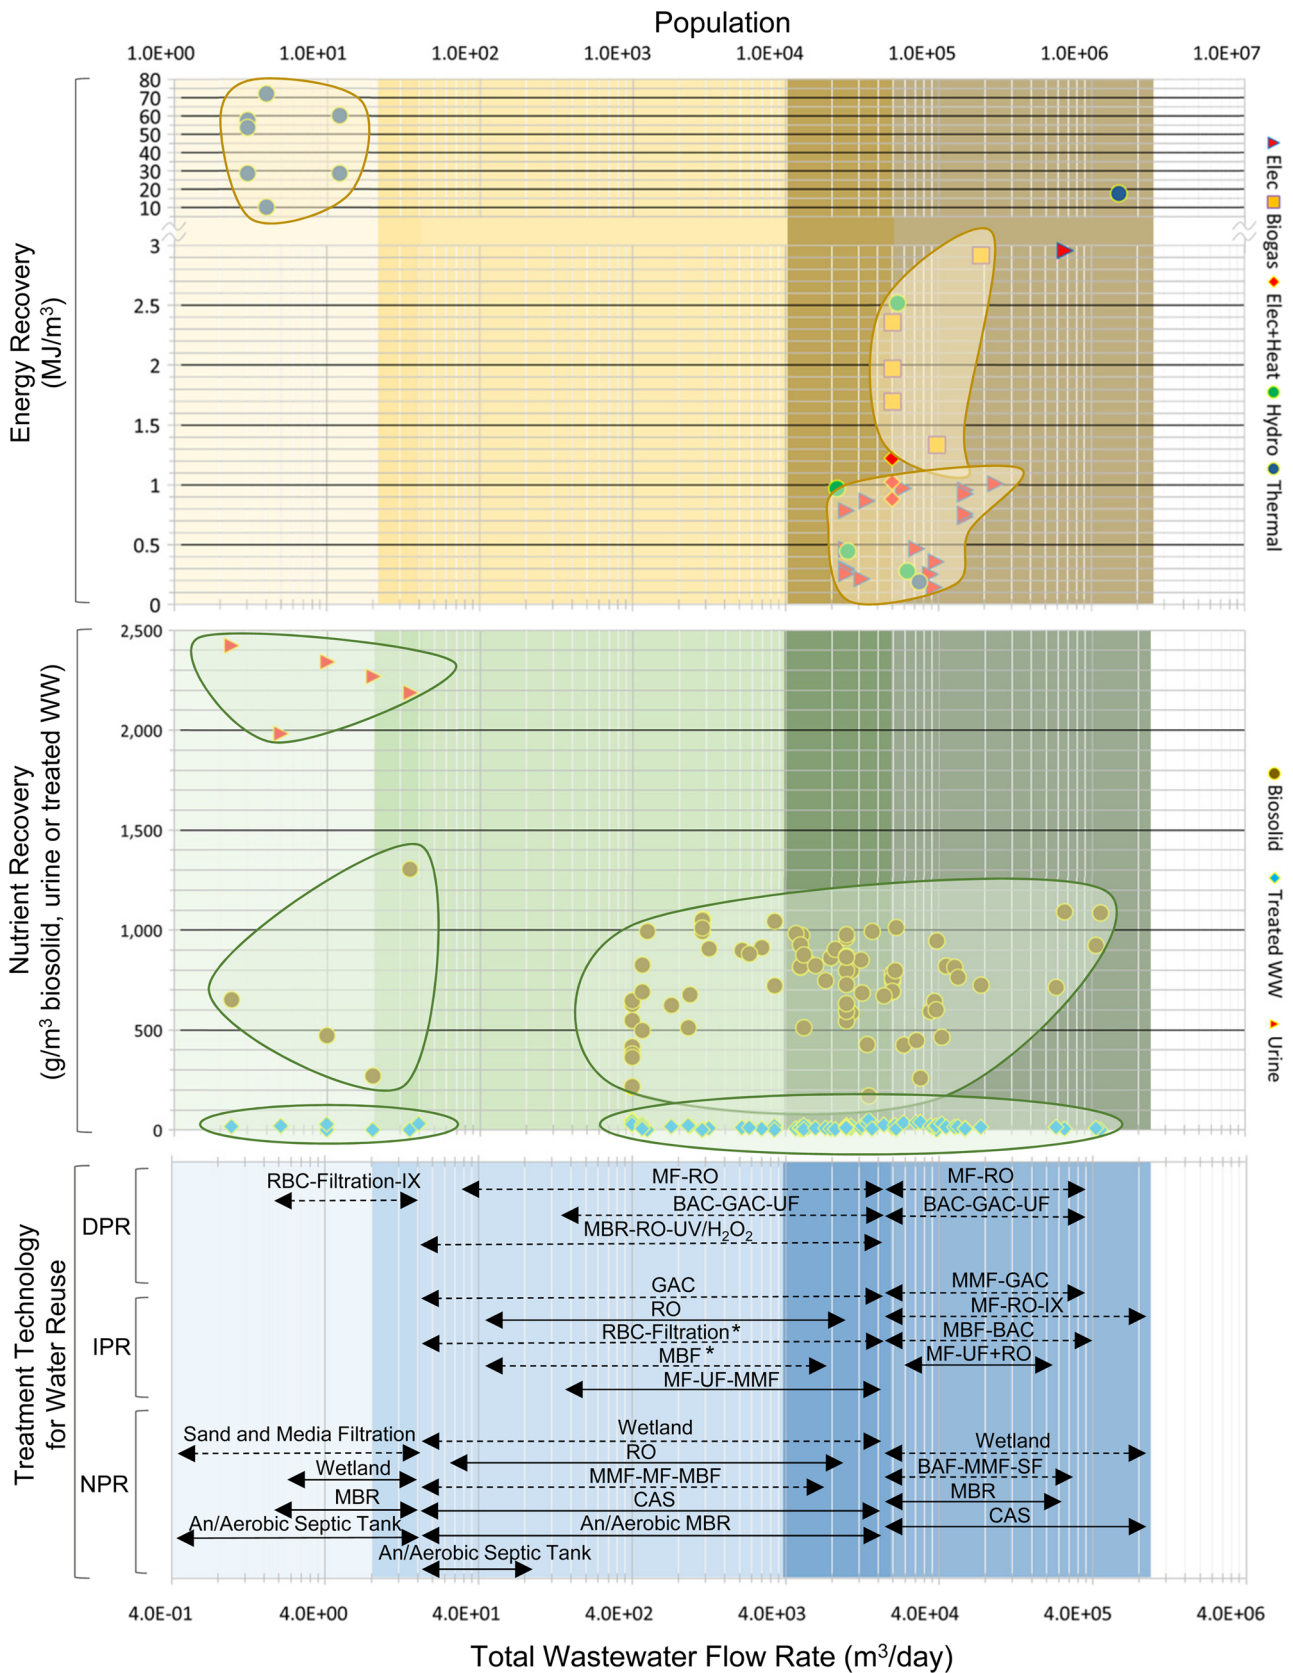 Population
1.0E+00 1.0E+01 1.0E+02 1.0E+03 1.0E+04 1.0E+05 1.0E+06 1.0E+07
Energy Recovery
(MJ/m³)
80
70
60
50
40
30
20
10
3
2.5
2
1.5
1
0.5
0
Elec Biogas Elec+Heat Hydro Thermal
Nutrient Recovery
(g/m³ biosolid, urine or treated WW)
2,500
2,000
1,500
1,000
500
0
Biosolid Treated WW Urine
Treatment Technology
for Water Reuse
DPR
RBC-Filtration-IX MF-RO MF-RO
BAC-GAC-UF BAC-GAC-UF
MBR-RO-UV/H₂O₂
IPR
GAC MMF-GAC
RO MF-RO-IX
RBC-Filtration* MBF-BAC
MBF* MF-UF+RO
MF-UF-MMF
NPR
Sand and Media Filtration Wetland Wetland
Wetland RO BAF-MMF-SF
MBR MMF-MF-MBF MBR
An/Aerobic Septic Tank CAS CAS
An/Aerobic MBR
An/Aerobic Septic Tank
4.0E-01 4.0E+00 4.0E+01 4.0E+02 4.0E+03 4.0E+04 4.0E+05 4.0E+06
Total Wastewater Flow Rate (m³/day)